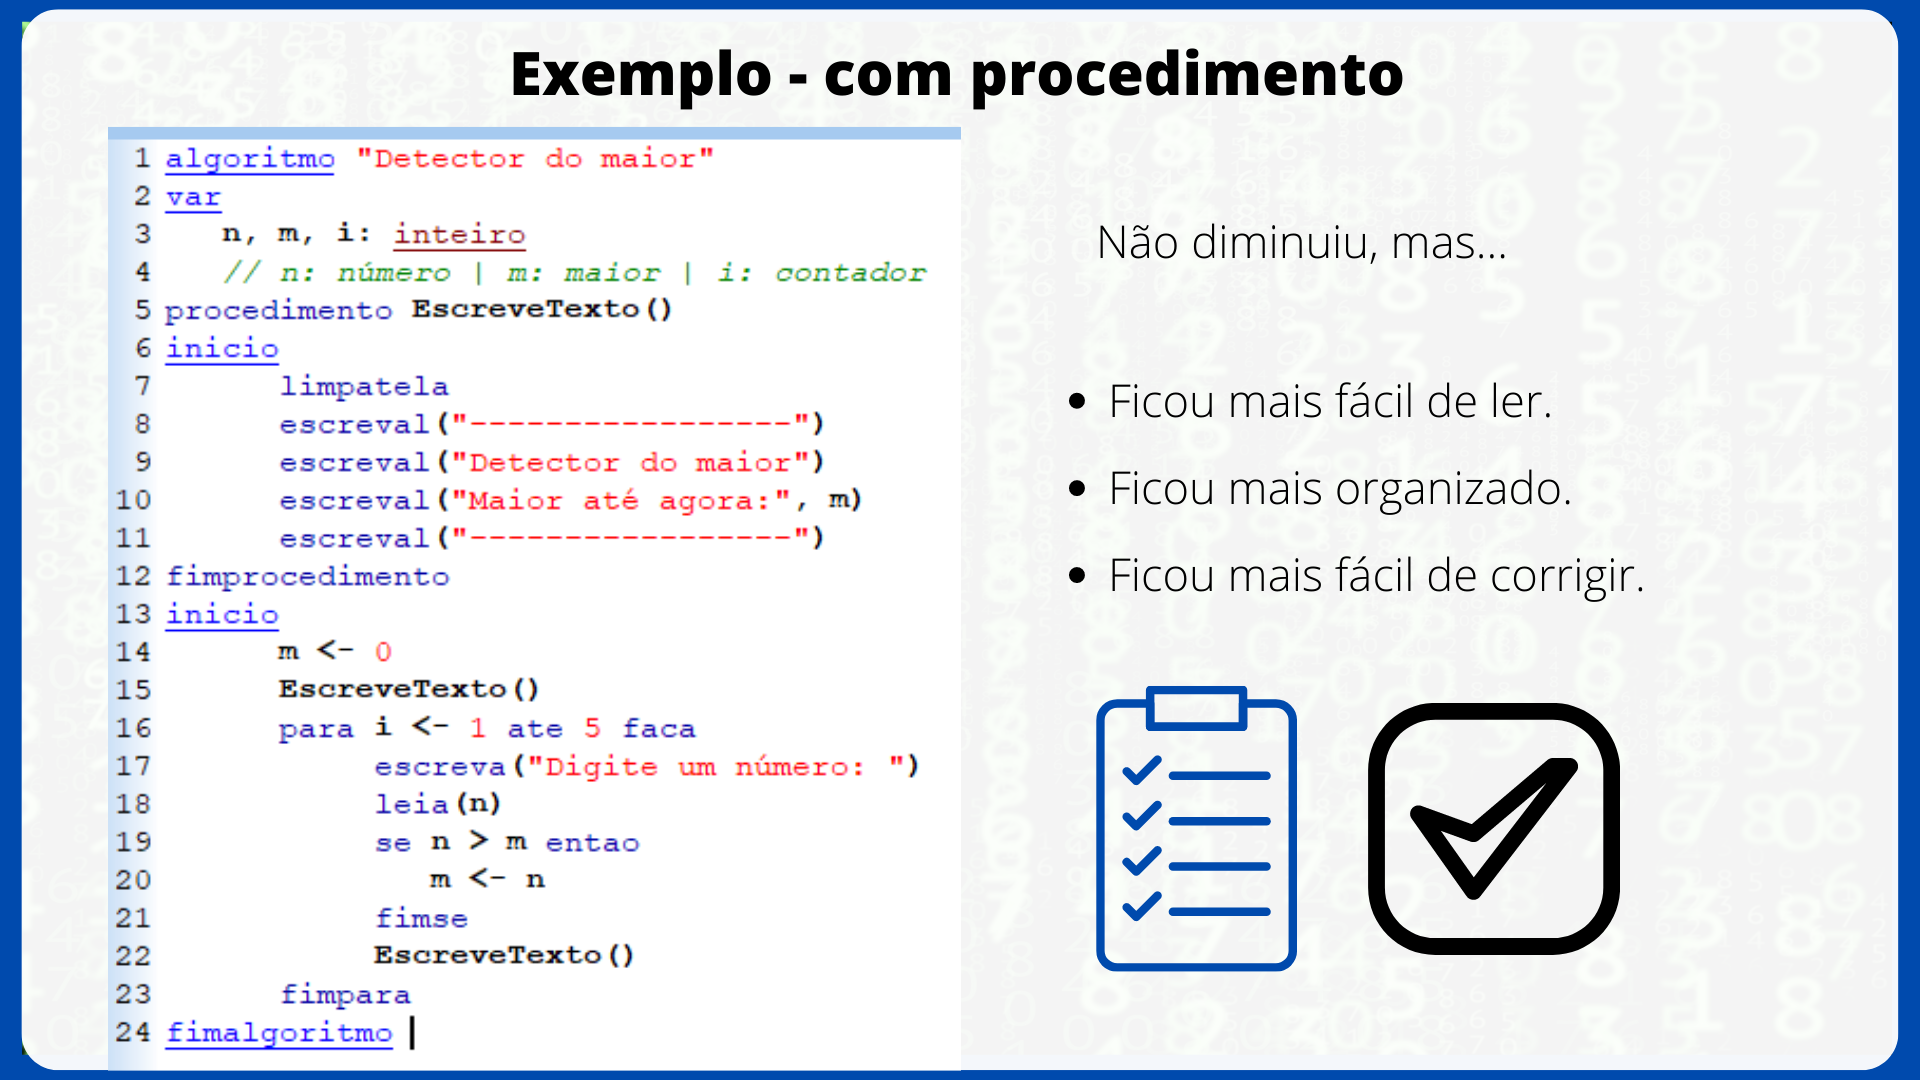 Exemplo - com procedimento
1 algoritmo "Detector do maior"
2 var
3 n, m, i: inteiro
4 // n: número | m: maior | i: contador
5 procedimento EscreveTexto()
6 inicio
7 limpatela
8 escreval("-----------------")
9 escreval("Detector do maior")
10 escreval("Maior até agora:", m)
11 escreval("-----------------")
12 fimprocedimento
13 inicio
14 m <- 0
15 EscreveTexto()
16 para i <- 1 ate 5 faca
17 escreva("Digite um número: ")
18 leia(n)
19 se n > m entao
20 m <- n
21 fimse
22 EscreveTexto()
23 fimpara
24 fimalgoritmo
Não diminuiu, mas...
• Ficou mais fácil de ler.
• Ficou mais organizado.
• Ficou mais fácil de corrigir.